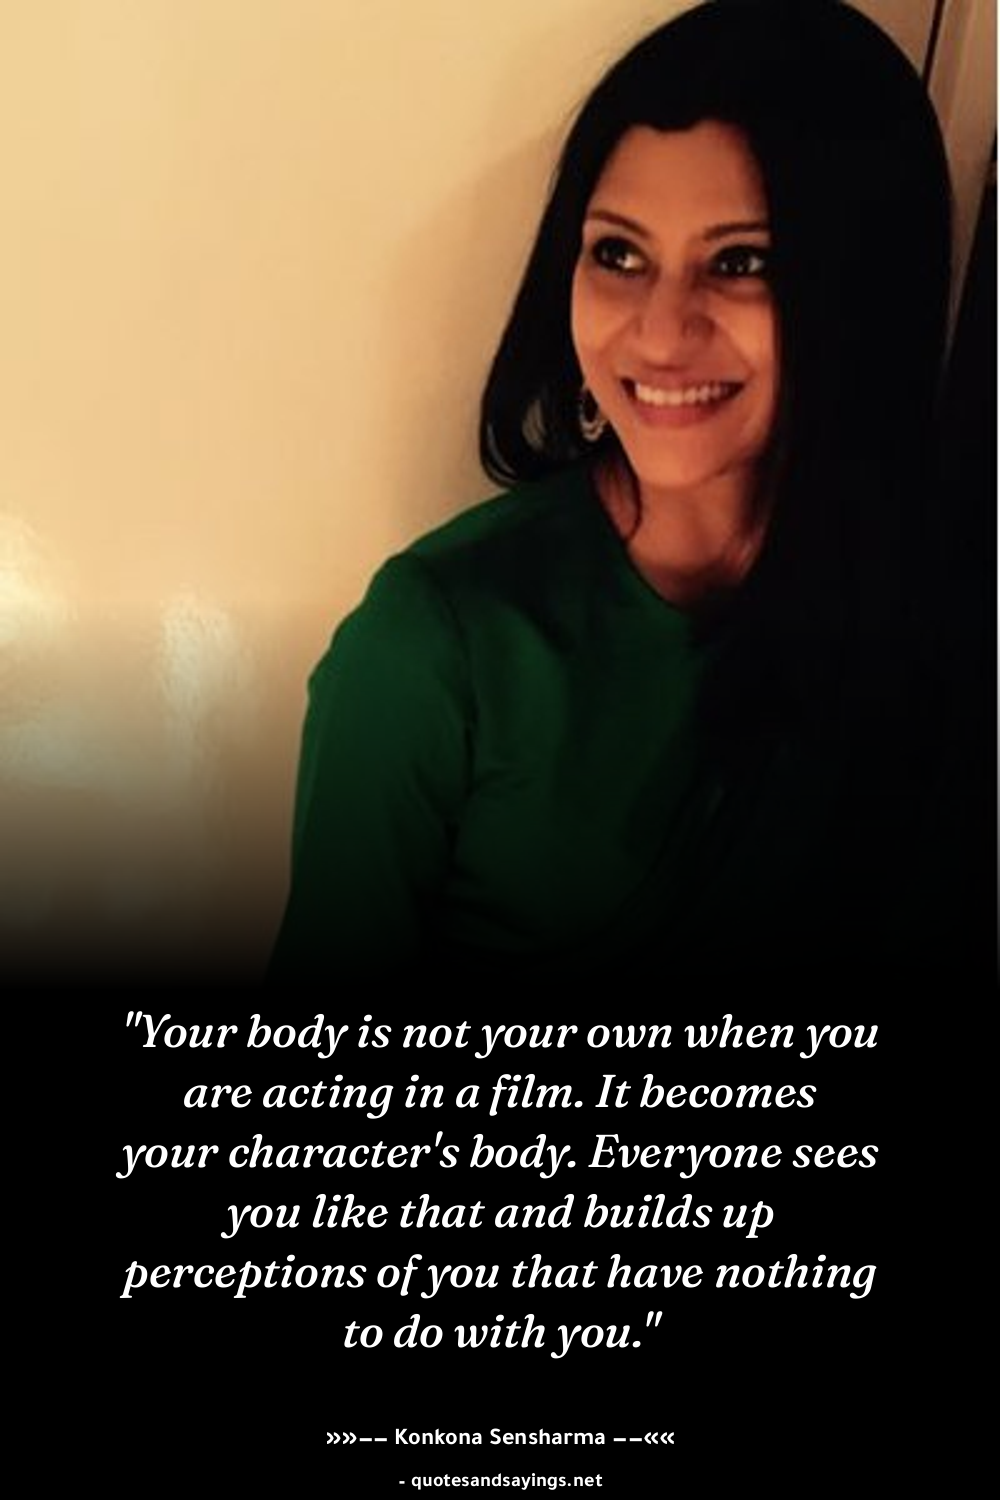 "Your body is not your own when you
are acting in a film. It becomes
your character's body. Everyone sees
you like that and builds up
perceptions of you that have nothing
to do with you."
»»–– Konkona Sensharma ––««
- quotesandsayings.net